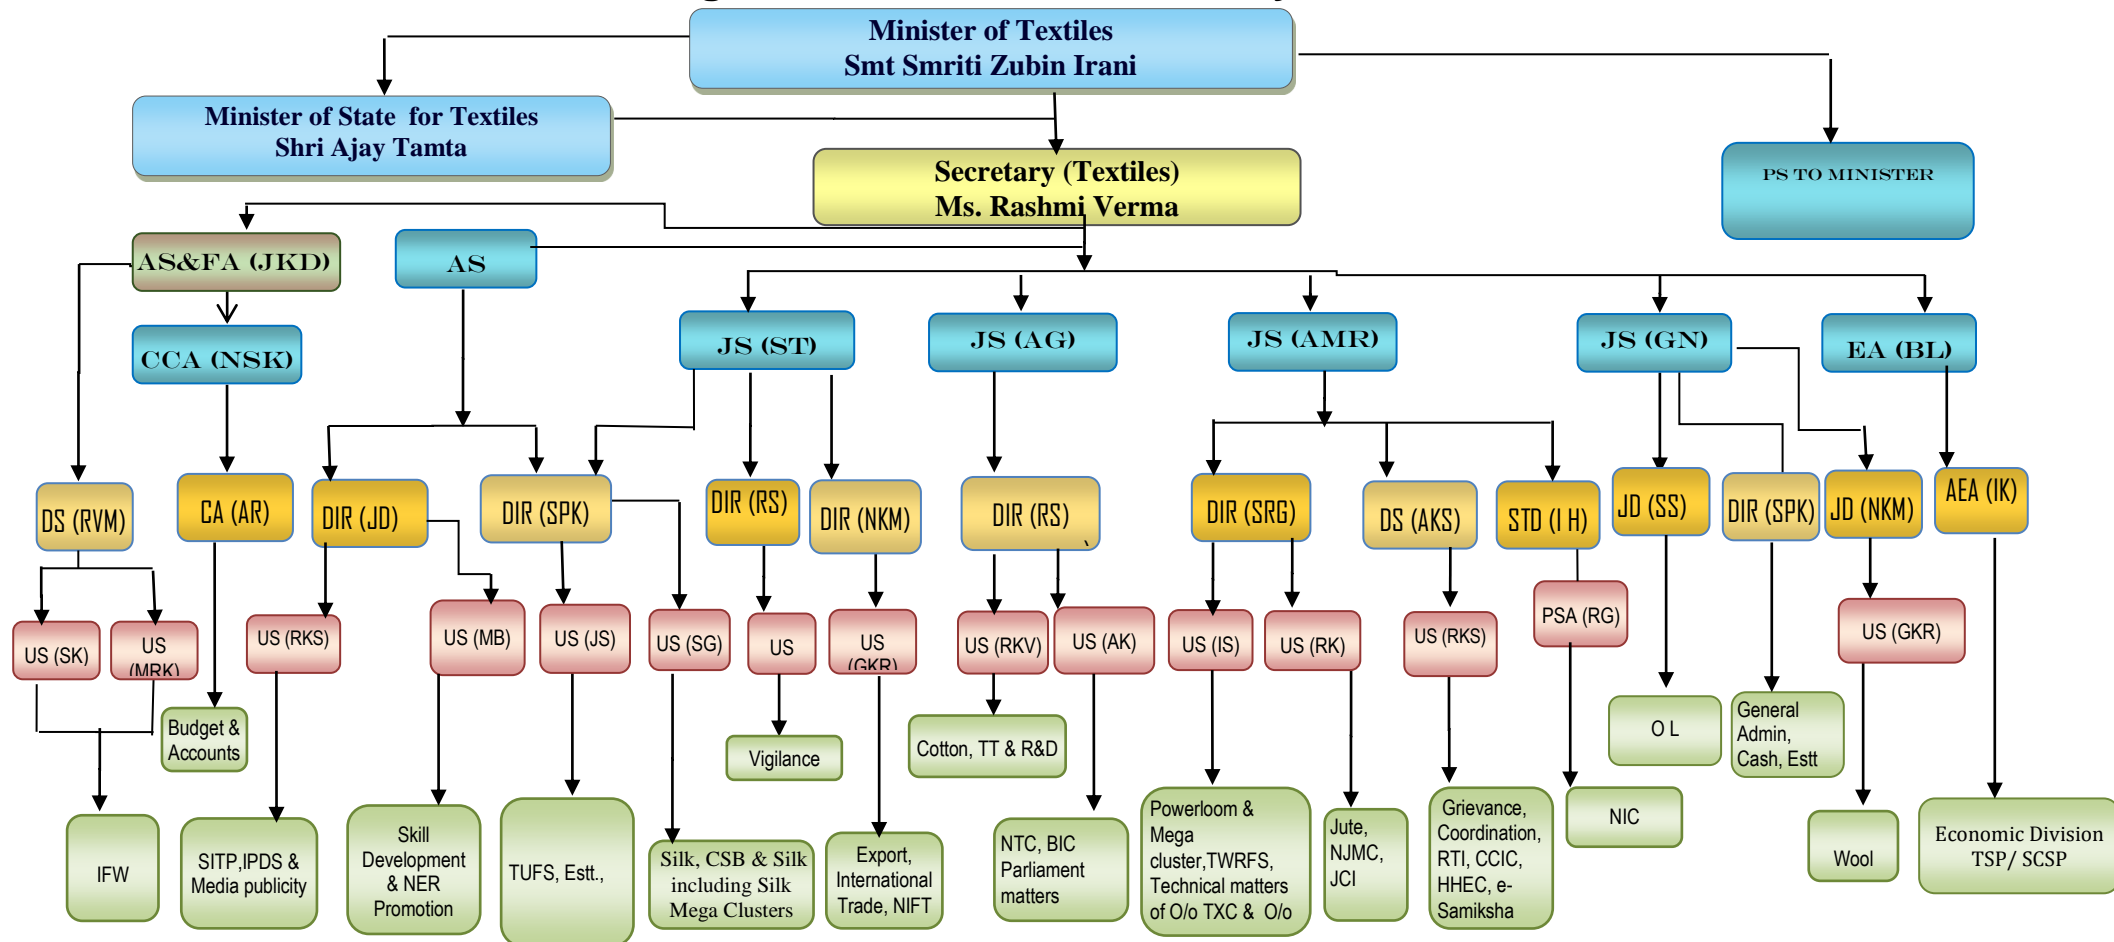 Minister of Textiles
Smt Smriti Zubin Irani
Minister of State for Textiles
Shri Ajay Tamta
Secretary (Textiles)
Ms. Rashmi Verma
PS TO MINISTER
AS&FA (JKD)
AS
CCA (NSK)
JS (ST)
JS (AG)
JS (AMR)
JS (GN)
EA (BL)
DS (RVM)
CA (AR)
DIR (JD)
DIR (SPK)
DIR (RS)
DIR (NKM)
DIR (RS)
DIR (SRG)
DS (AKS)
STD (I H)
JD (SS)
DIR (SPK)
JD (NKM)
AEA (IK)
US (SK)
US
(MRK)
US (RKS)
US (MB)
US (JS)
US (SG)
US
US
(GKR)
US (RKV)
US (AK)
US (IS)
US (RK)
US (RKS)
PSA (RG)
US (GKR)
Budget &
Accounts
Vigilance
Cotton, TT & R&D
O L
General
Admin,
Cash, Estt
IFW
SITP,IPDS &
Media publicity
Skill
Development
& NER
Promotion
TUFS, Estt.,
Silk, CSB & Silk
including Silk
Mega Clusters
Export,
International
Trade, NIFT
NTC, BIC
Parliament
matters
Powerloom &
Mega
cluster,TWRFS,
Technical matters
of O/o TXC & O/o
Jute,
NJMC,
JCI
Grievance,
Coordination,
RTI, CCIC,
HHEC, e-
Samiksha
NIC
Wool
Economic Division
TSP/ SCSP